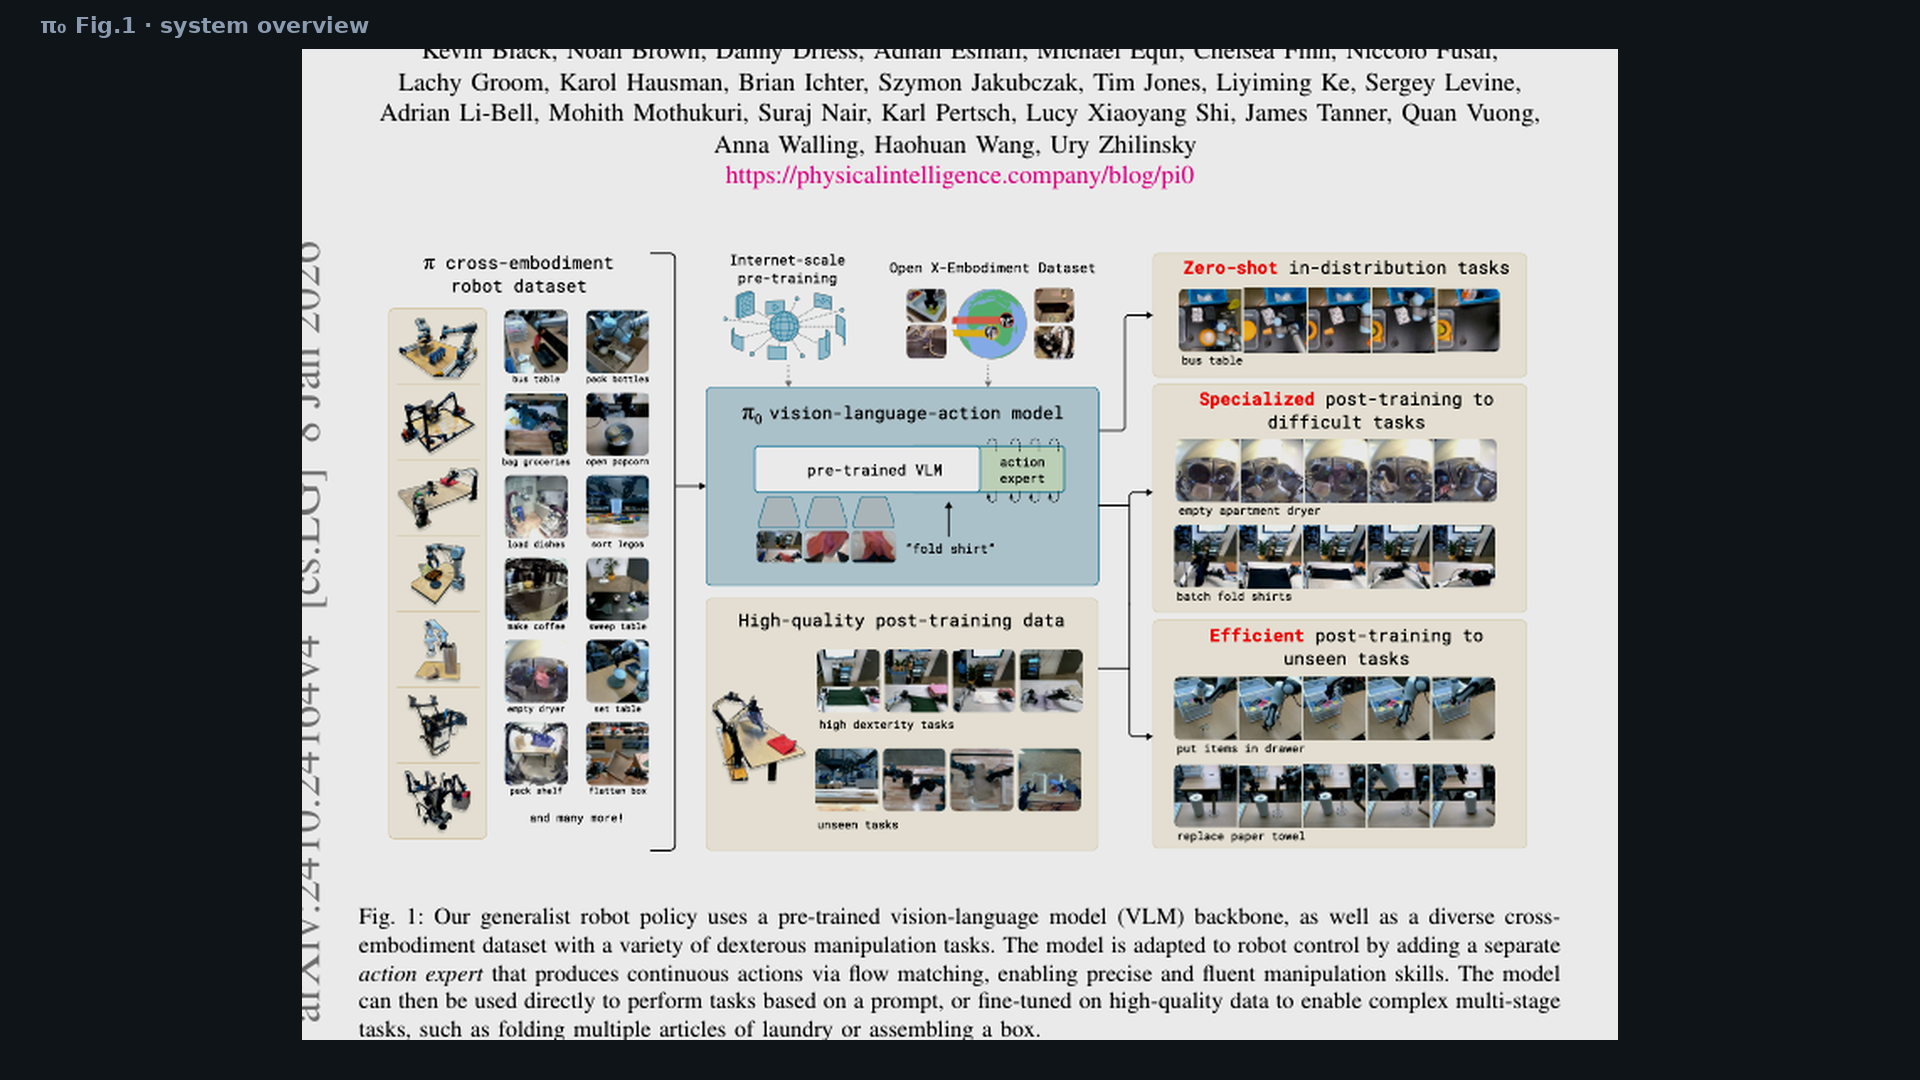 π₀ Fig.1 · system overview
Kevin Black, Noah Brown, Danny Driess, Adnan Esmail, Michael Equi, Chelsea Finn, Niccolo Fusai,
Lachy Groom, Karol Hausman, Brian Ichter, Szymon Jakubczak, Tim Jones, Liyiming Ke, Sergey Levine,
Adrian Li-Bell, Mohith Mothukuri, Suraj Nair, Karl Pertsch, Lucy Xiaoyang Shi, James Tanner, Quan Vuong,
Anna Walling, Haohuan Wang, Ury Zhilinsky
https://physicalintelligence.company/blog/pi0
arXiv:2410.24164v4 [cs.LG] 8 Jan 2026
π cross-embodiment
robot dataset
bus table
pack bottles
bag groceries
open popcorn
load dishes
sort legos
make coffee
sweep table
empty dryer
set table
pack shelf
flatten box
and many more!
Internet-scale
pre-training
Open X-Embodiment Dataset
π₀ vision-language-action model
pre-trained VLM
action
expert
"fold shirt"
High-quality post-training data
high dexterity tasks
unseen tasks
Zero-shot in-distribution tasks
bus table
Specialized post-training to
difficult tasks
empty apartment dryer
batch fold shirts
Efficient post-training to
unseen tasks
put items in drawer
replace paper towel
Fig. 1: Our generalist robot policy uses a pre-trained vision-language model (VLM) backbone, as well as a diverse cross-
embodiment dataset with a variety of dexterous manipulation tasks. The model is adapted to robot control by adding a separate
action expert that produces continuous actions via flow matching, enabling precise and fluent manipulation skills. The model
can then be used directly to perform tasks based on a prompt, or fine-tuned on high-quality data to enable complex multi-stage
tasks, such as folding multiple articles of laundry or assembling a box.